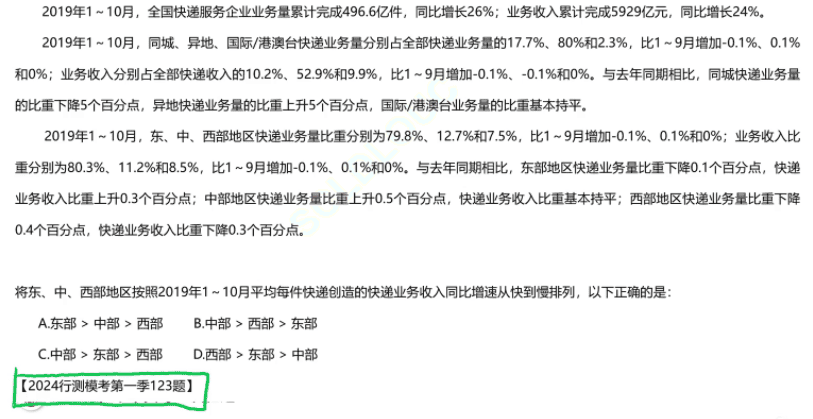 2019年1～10月，全国快递服务企业业务量累计完成496.6亿件，同比增长26%；业务收入累计完成5929亿元，同比增长24%。
2019年1～10月，同城、异地、国际/港澳台快递业务量分别占全部快递业务量的17.7%、80%和2.3%，比1～9月增加-0.1%、0.1%
和0%；业务收入分别占全部快递收入的10.2%、52.9%和9.9%，比1～9月增加-0.1%、-0.1%和0%。与去年同期相比，同城快递业务量
的比重下降5个百分点，异地快递业务量的比重上升5个百分点，国际/港澳台业务量的比重基本持平。
2019年1～10月，东、中、西部地区快递业务量比重分别为79.8%、12.7%和7.5%，比1～9月增加-0.1%、0.1%和0%；业务收入比
重分别为80.3%、11.2%和8.5%，比1～9月增加-0.1%、0.1%和0%。与去年同期相比，东部地区快递业务量比重下降0.1个百分点，快递
业务收入比重上升0.3个百分点；中部地区快递业务量比重上升0.5个百分点，快递业务收入比重基本持平；西部地区快递业务量比重下降
0.4个百分点，快递业务收入比重下降0.3个百分点。
将东、中、西部地区按照2019年1～10月平均每件快递创造的快递业务收入同比增速从快到慢排列，以下正确的是：
A.东部 > 中部 > 西部 B.中部 > 西部 > 东部
C.中部 > 东部 > 西部 D.西部 > 东部 > 中部
【2024行测模考第一季123题】